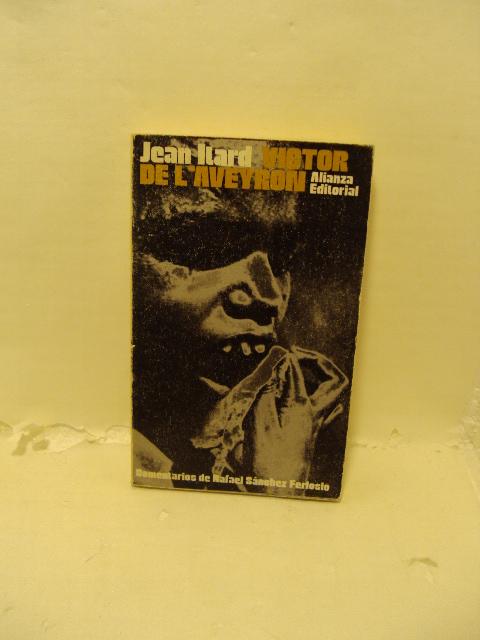 Jean Itard VICTOR
DE L'AVEYRON
Alianza
Editorial
Comentarios de Rafael Sánchez Ferlosio